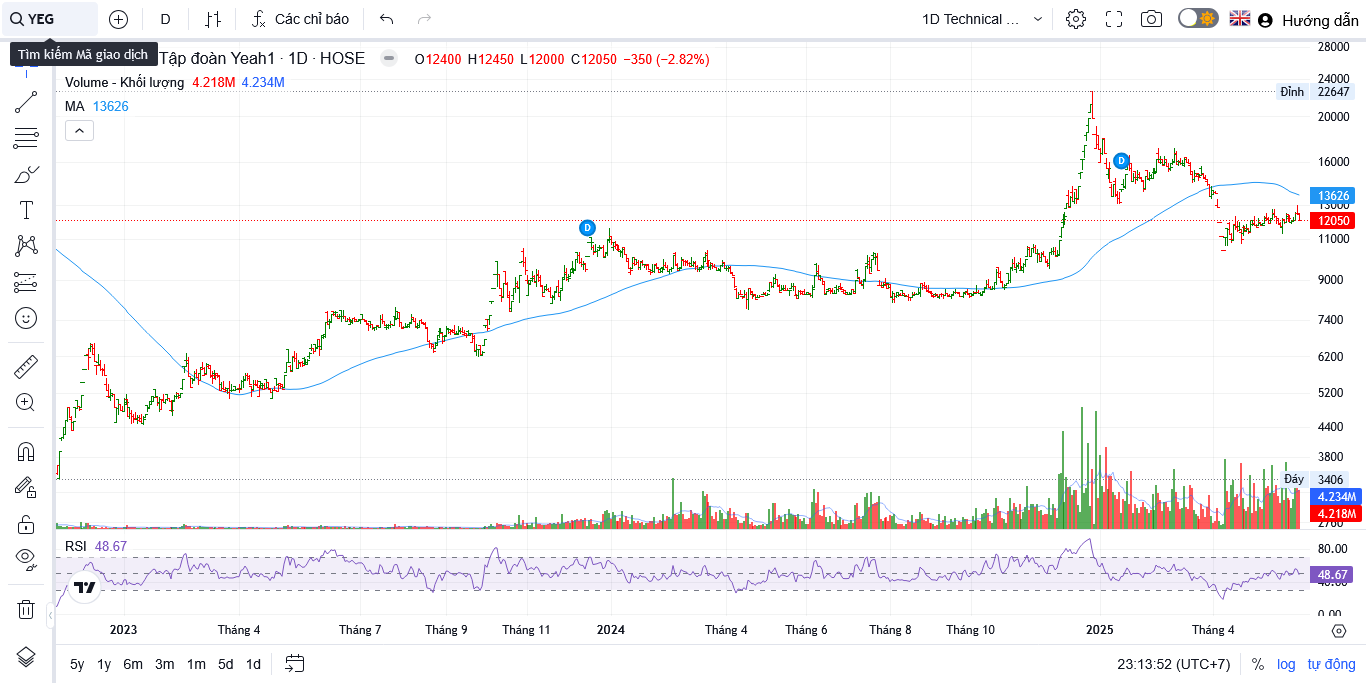 YEG
D
Các chỉ báo
1D Technical ...
Hướng dẫn
Tìm kiếm Mã giao dịch
Tập đoàn Yeah1 · 1D · HOSE
O12400 H12450 L12000 C12050 −350 (−2.82%)
Volume - Khối lượng 4.218M 4.234M
MA 13626
28000
24000
Đỉnh 22647
20000
16000
13626
13000
12050
11000
9000
7400
6200
5200
4400
3800
Đáy 3406
4.234M
4.218M
2760
D
D
RSI 48.67
80.00
48.67
40.00
0.00
2023
Tháng 4
Tháng 7
Tháng 9
Tháng 11
2024
Tháng 4
Tháng 6
Tháng 8
Tháng 10
2025
Tháng 4
5y 1y 6m 3m 1m 5d 1d
23:13:52 (UTC+7)
% log tự động